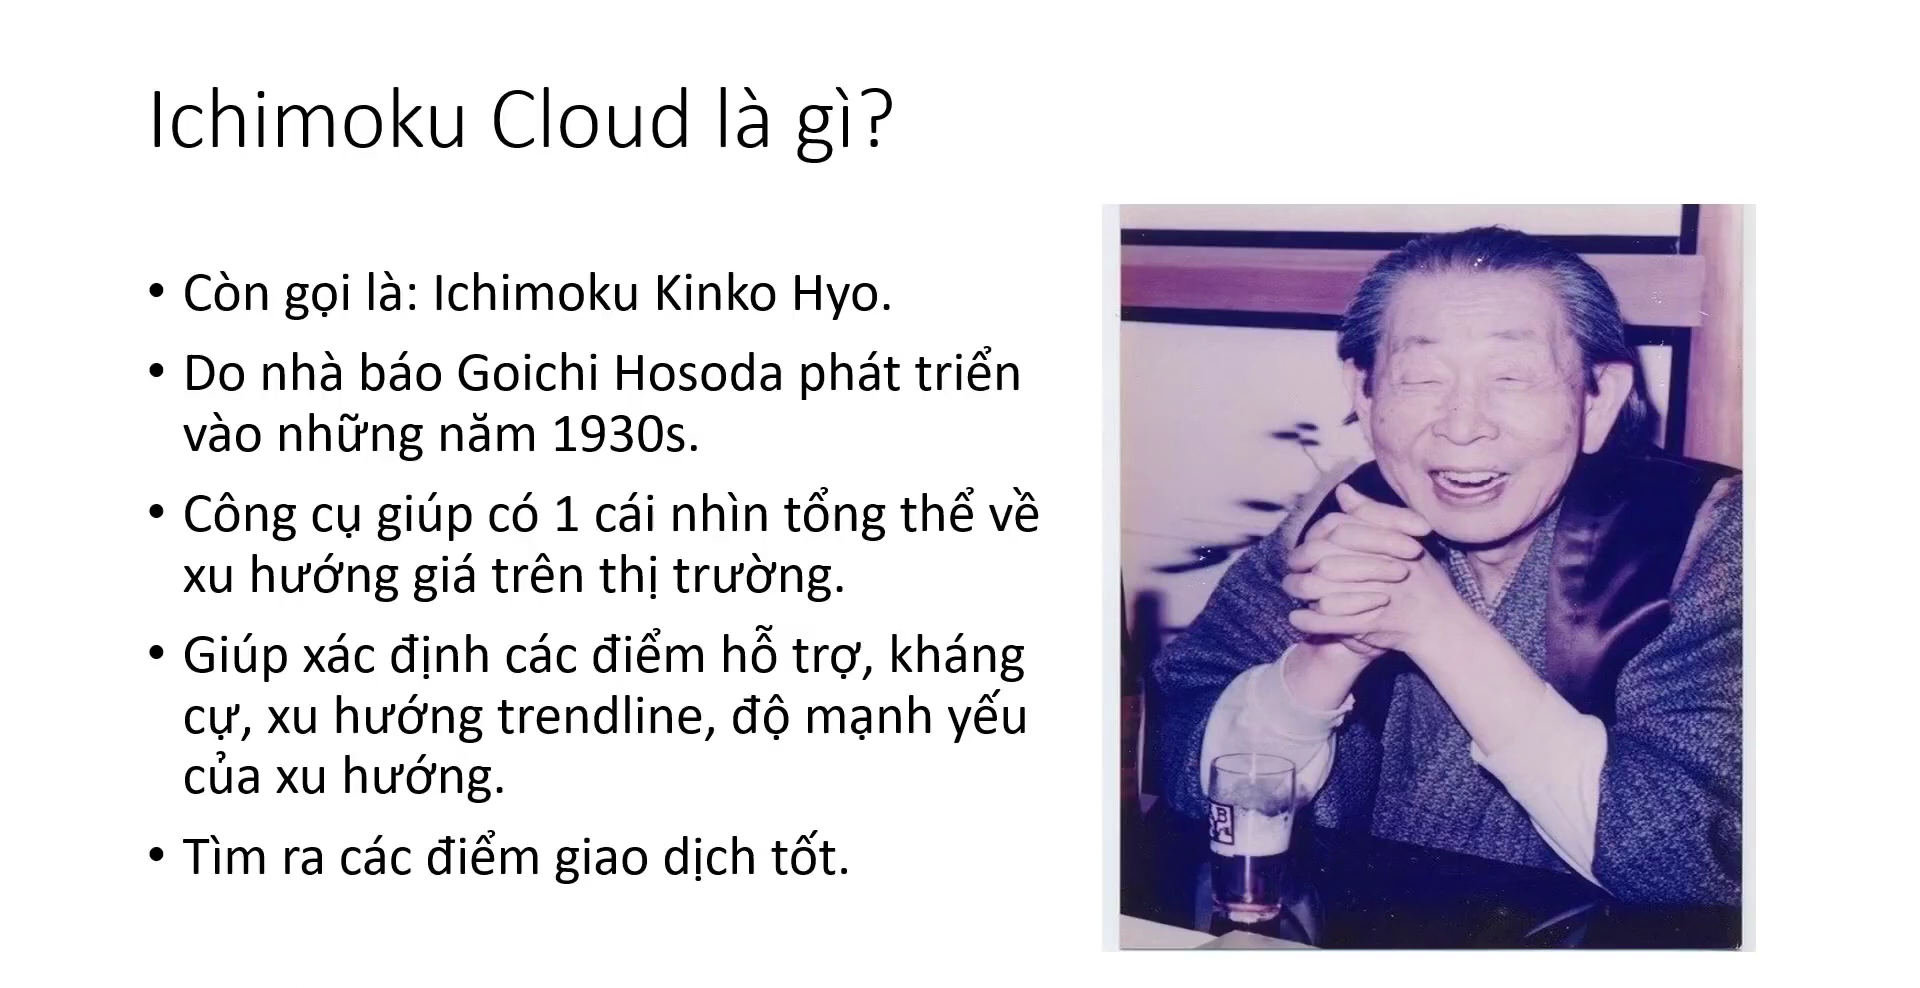 Ichimoku Cloud là gì?
• Còn gọi là: Ichimoku Kinko Hyo.
• Do nhà báo Goichi Hosoda phát triển
vào những năm 1930s.
• Công cụ giúp có 1 cái nhìn tổng thể về
xu hướng giá trên thị trường.
• Giúp xác định các điểm hỗ trợ, kháng
cự, xu hướng trendline, độ mạnh yếu
của xu hướng.
• Tìm ra các điểm giao dịch tốt.